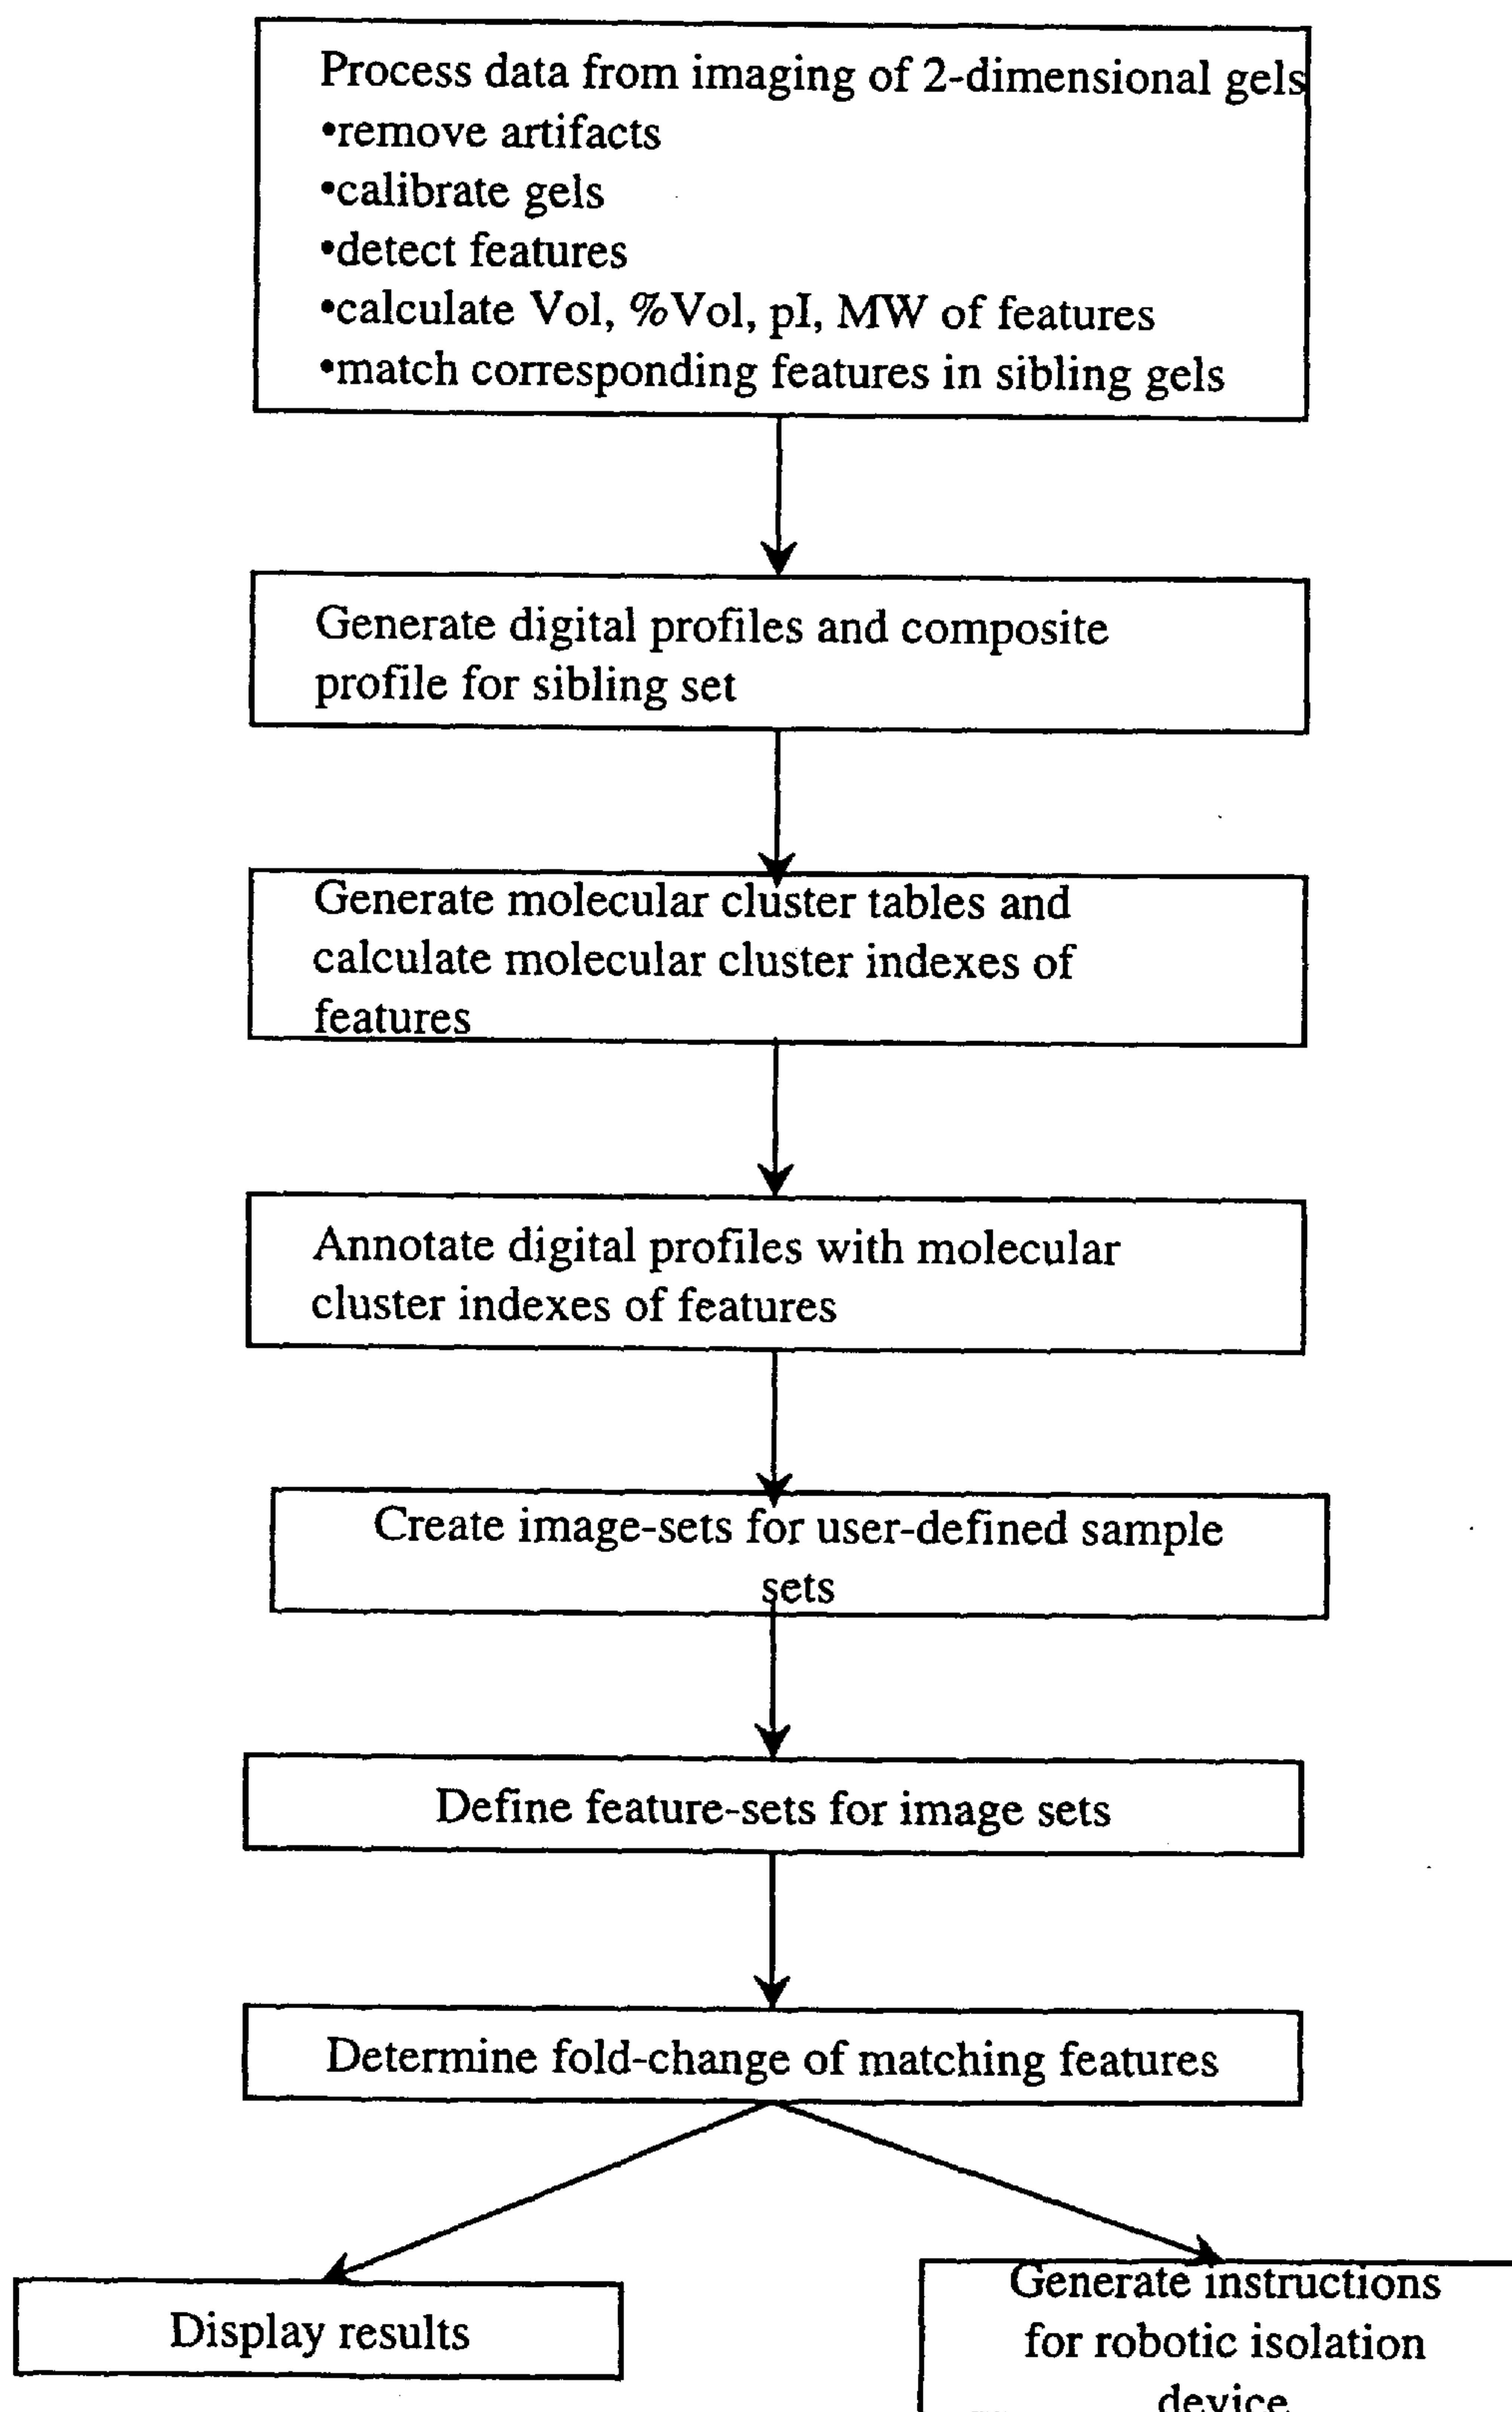 Process data from imaging of 2-dimensional gels
•remove artifacts
•calibrate gels
•detect features
•calculate Vol, %Vol, pI, MW of features
•match corresponding features in sibling gels
Generate digital profiles and composite
profile for sibling set
Generate molecular cluster tables and
calculate molecular cluster indexes of
features
Annotate digital profiles with molecular
cluster indexes of features
Create image-sets for user-defined sample
sets
Define feature-sets for image sets
Determine fold-change of matching features
Display results
Generate instructions
for robotic isolation
device